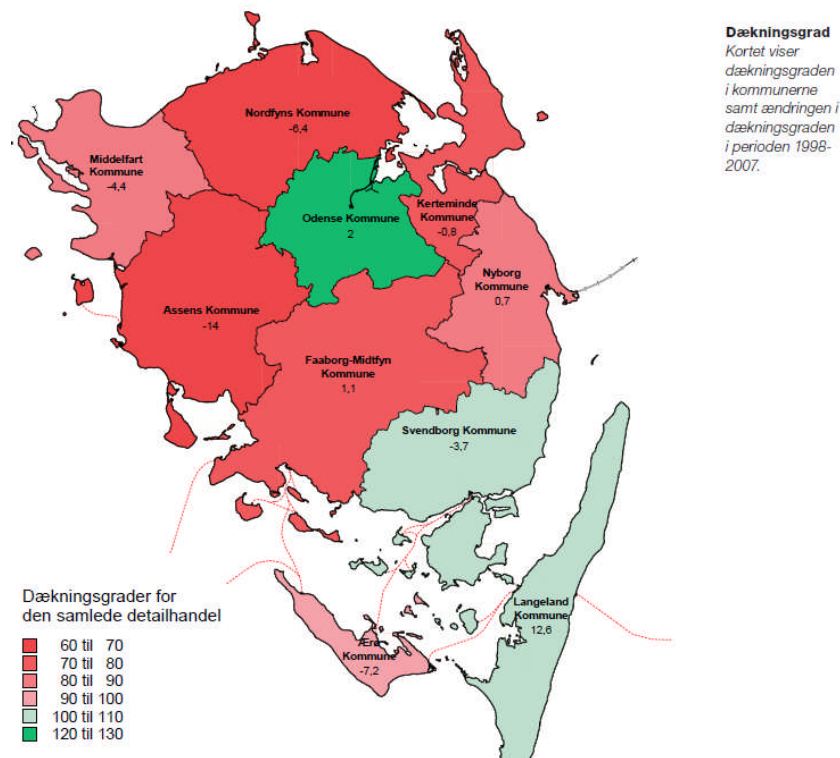 Dækningsgrad
Kortet viser
dækningsgraden
i kommunerne
samt ændringen i
dækningsgraden
i perioden 1998-
2007.
Nordfyns Kommune
-6,4
Middelfart
Kommune
-4,4
Odense Kommune
2
Kerteminde
Kommune
-0,8
Nyborg
Kommune
0,7
Assens Kommune
-14
Faaborg-Midtfyn
Kommune
1,1
Svendborg Kommune
-3,7
Langeland
Kommune
12,6
Ærø
Kommune
-7,2
Dækningsgrader for
den samlede detailhandel
60 til 70
70 til 80
80 til 90
90 til 100
100 til 110
120 til 130